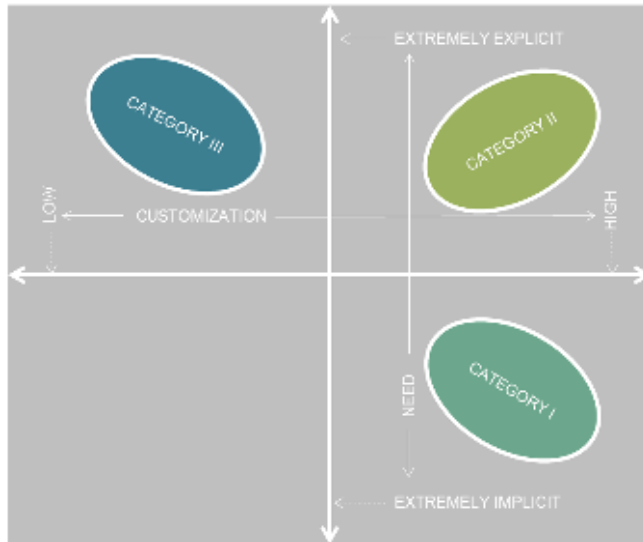 EXTREMELY EXPLICIT
CATEGORY III
CATEGORY II
LOW
CUSTOMIZATION
HIGH
NEED
CATEGORY I
EXTREMELY IMPLICIT